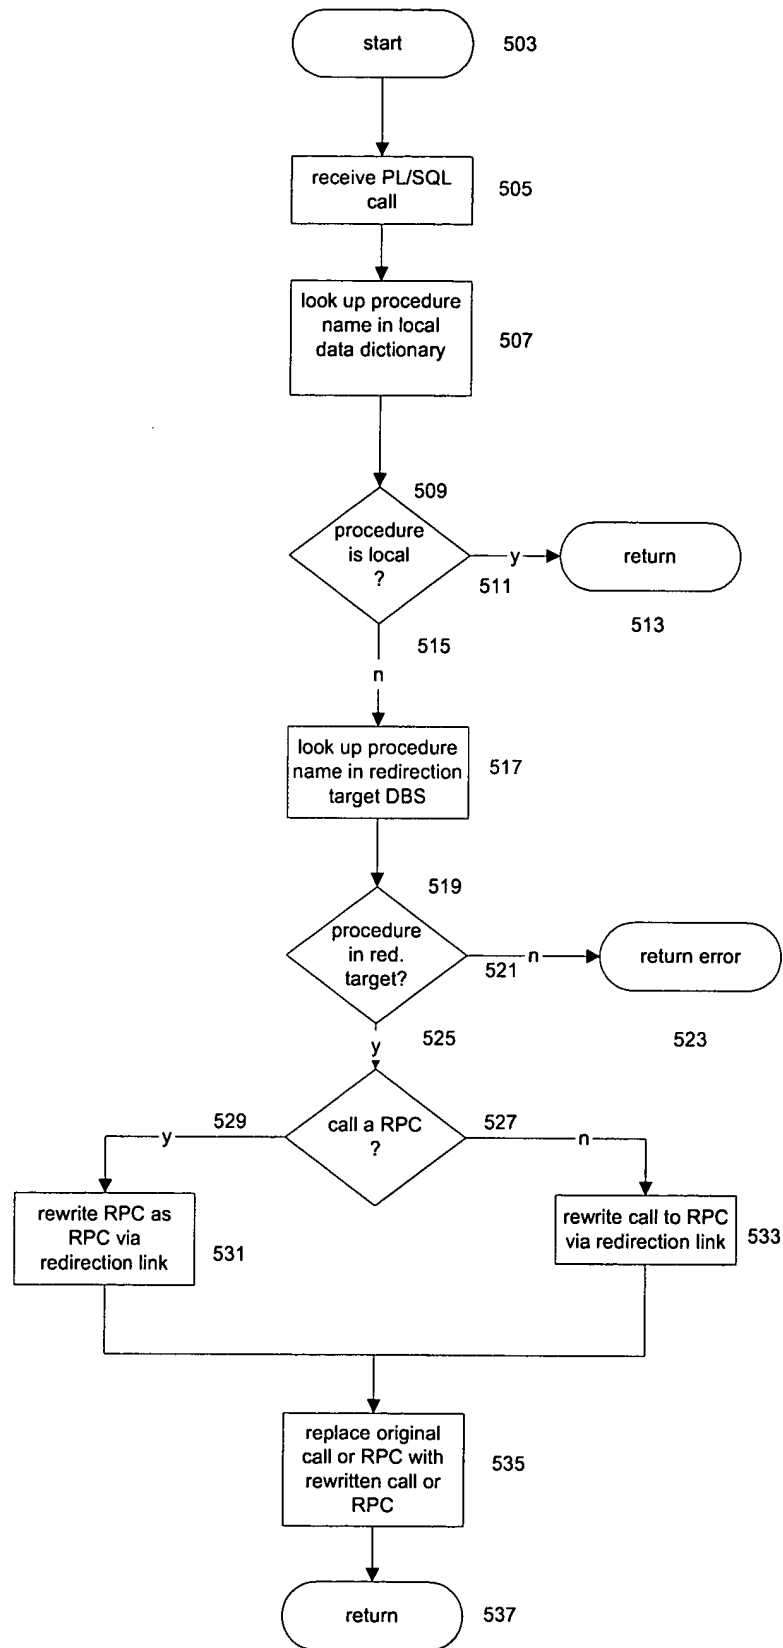 start
503
receive PL/SQL
call
505
look up procedure
name in local
data dictionary
507
509
procedure
is local
?
y
511
return
513
515
n
look up procedure
name in redirection
target DBS
517
519
procedure
in red.
target?
n
521
return error
523
525
y
529
call a RPC
?
527
y
n
rewrite RPC as
RPC via
redirection link
531
rewrite call to RPC
via redirection link
533
replace original
call or RPC with
rewritten call or
RPC
535
return
537